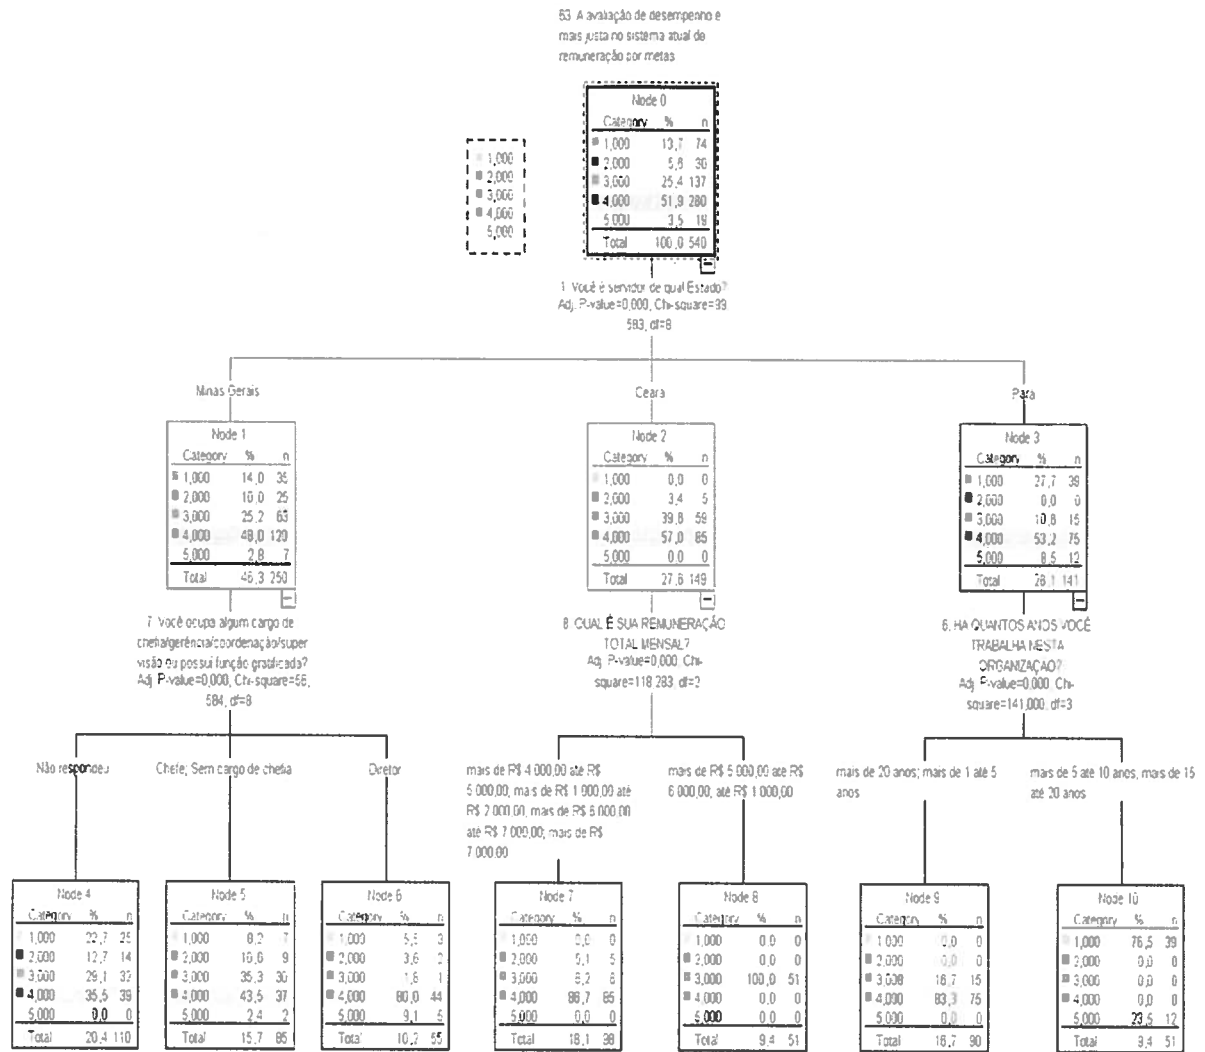 63. A avaliação de desempenho é
mais justa no sistema atual de
remuneração por metas
Node 0
Category % n
1,000 13,7 74
2,000 5,6 30
3,000 25,4 137
4,000 51,9 280
5,000 3,5 19
Total 100,0 540
1,000
2,000
3,000
4,000
5,000
1. Você é servidor de qual Estado?
Adj. P-value=0,000, Chi-square=99,
593, df=8
Minas Gerais
Ceara
Para
Node 1
Category % n
1,000 14,0 35
2,000 10,0 25
3,000 25,2 63
4,000 48,0 120
5,000 2,8 7
Total 46,3 250
Node 2
Category % n
1,000 0,0 0
2,000 3,4 5
3,000 39,6 59
4,000 57,0 85
5,000 0,0 0
Total 27,6 149
Node 3
Category % n
1,000 27,7 39
2,000 0,0 0
3,000 10,6 15
4,000 53,2 75
5,000 8,5 12
Total 26,1 141
7. Você ocupa algum cargo de
chefia/gerência/coordenação/super
visão ou possui função gratificada?
Adj. P-value=0,000, Chi-square=56,
584, df=8
8. QUAL É SUA REMUNERAÇÃO
TOTAL MENSAL?
Adj. P-value=0,000, Chi-
square=118,283, df=2
6. HA QUANTOS ANOS VOCÊ
TRABALHA NESTA
ORGANIZAÇÃO?
Adj. P-value=0,000, Chi-
square=141,000, df=3
Não respondeu
Chefe; Sem cargo de chefia
Diretor
mais de R$ 4.000,00 até R$
5.000,00; mais de R$ 1.000,00 até
R$ 2.000,00; mais de R$ 6.000,00
até R$ 7.000,00; mais de R$
7.000,00
mais de R$ 5.000,00 até R$
6.000,00; até R$ 1.000,00
mais de 20 anos; mais de 1 até 5
anos
mais de 5 até 10 anos; mais de 15
até 20 anos
Node 4
Category % n
1,000 22,7 25
2,000 12,7 14
3,000 29,1 32
4,000 35,5 39
5,000 0,0 0
Total 20,4 110
Node 5
Category % n
1,000 8,2 7
2,000 10,6 9
3,000 35,3 30
4,000 43,5 37
5,000 2,4 2
Total 15,7 85
Node 6
Category % n
1,000 5,5 3
2,000 3,6 2
3,000 1,8 1
4,000 80,0 44
5,000 9,1 5
Total 10,2 55
Node 7
Category % n
1,000 0,0 0
2,000 5,1 5
3,000 8,2 8
4,000 86,7 85
5,000 0,0 0
Total 18,1 98
Node 8
Category % n
1,000 0,0 0
2,000 0,0 0
3,000 100,0 51
4,000 0,0 0
5,000 0,0 0
Total 9,4 51
Node 9
Category % n
1,000 0,0 0
2,000 0,0 0
3,000 16,7 15
4,000 83,3 75
5,000 0,0 0
Total 16,7 90
Node 10
Category % n
1,000 76,5 39
2,000 0,0 0
3,000 0,0 0
4,000 0,0 0
5,000 23,5 12
Total 9,4 51